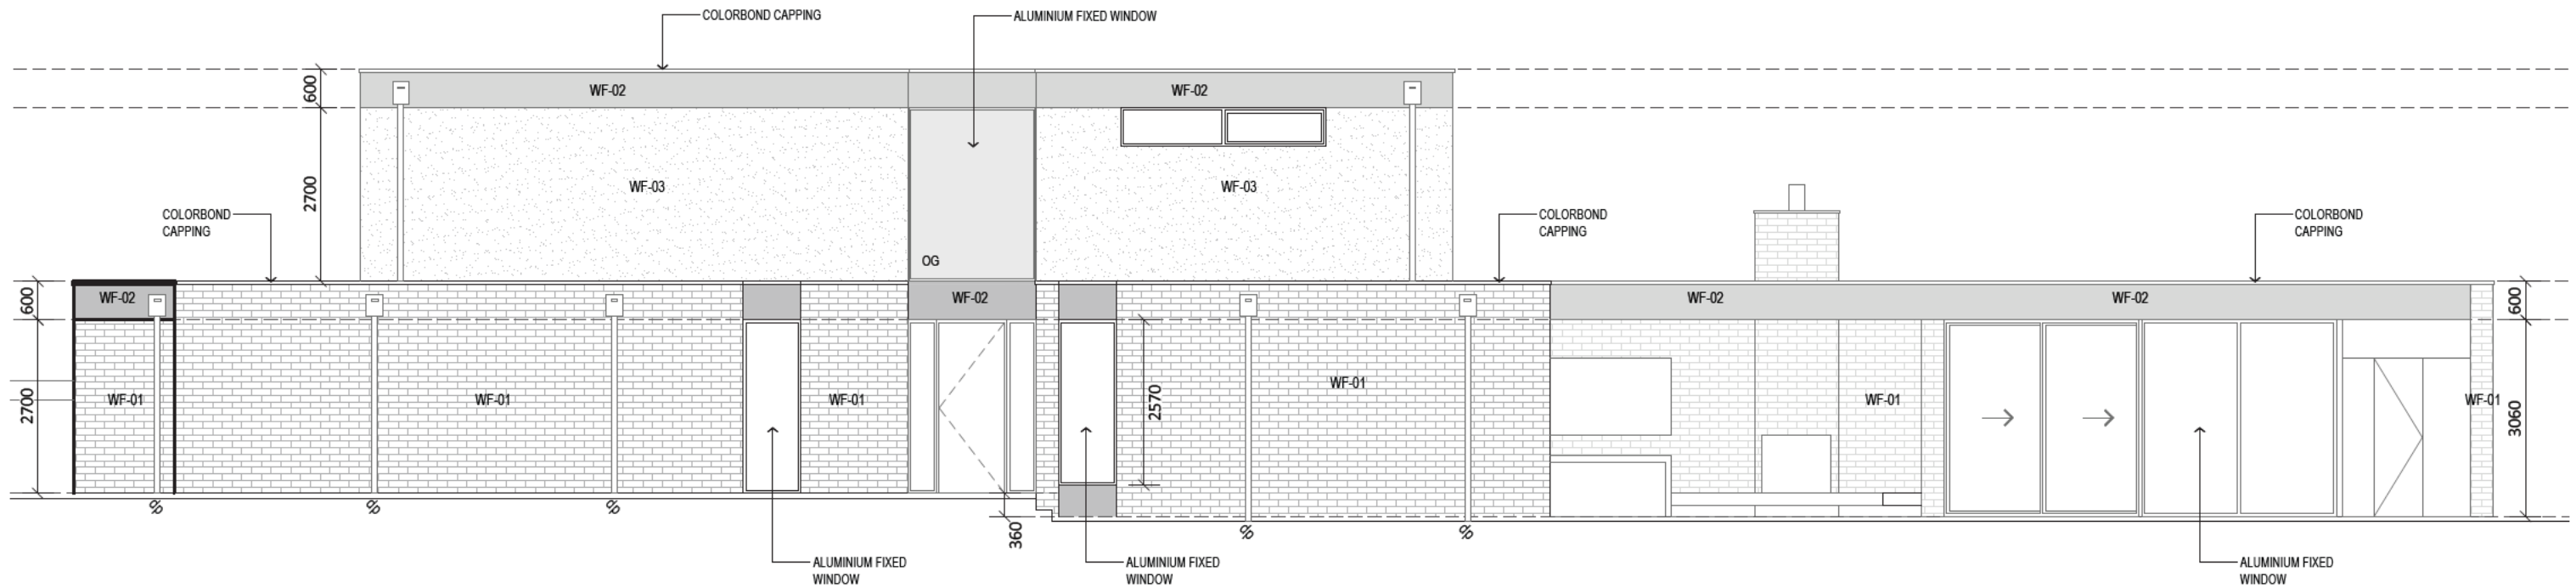 COLORBOND CAPPING
ALUMINIUM FIXED WINDOW
600
WF-02
WF-02
2700
WF-03
WF-03
COLORBOND
CAPPING
COLORBOND
CAPPING
COLORBOND
CAPPING
OG
600
WF-02
WF-02
WF-02
WF-02
600
2700
WF-01
WF-01
WF-01
2570
WF-01
WF-01
WF-01
3060
360
ALUMINIUM FIXED
WINDOW
ALUMINIUM FIXED
WINDOW
ALUMINIUM FIXED
WINDOW